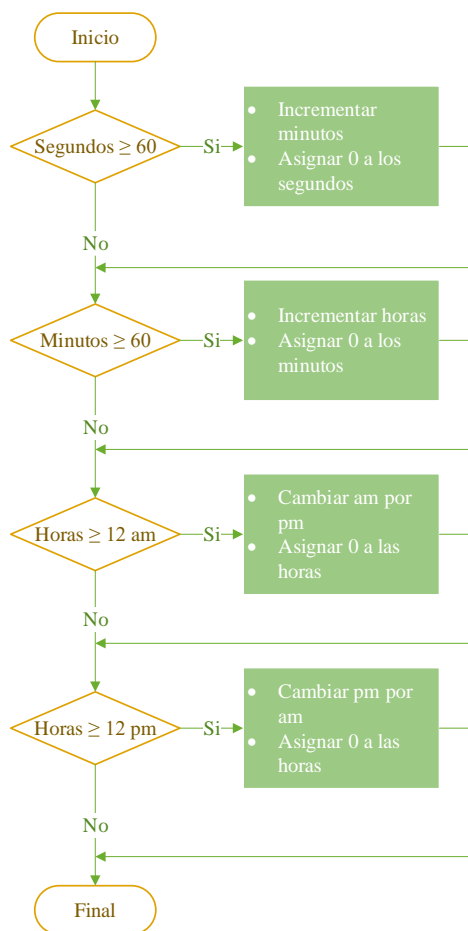 Inicio
Segundos ≥ 60
Si
• Incrementar
minutos
• Asignar 0 a los
segundos
No
Minutos ≥ 60
Si
• Incrementar horas
• Asignar 0 a los
minutos
No
Horas ≥ 12 am
Si
• Cambiar am por
pm
• Asignar 0 a las
horas
No
Horas ≥ 12 pm
Si
• Cambiar pm por
am
• Asignar 0 a las
horas
No
Final